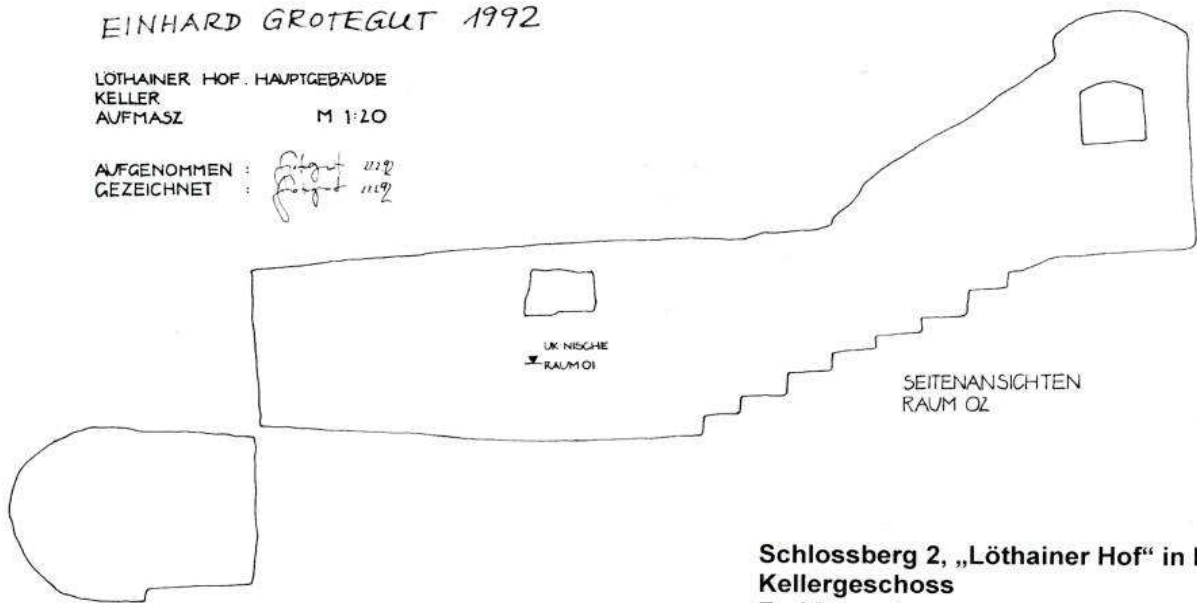 EINHARD GROTEGUT 1992
LÖTHAINER HOF. HAUPTGEBÄUDE
KELLER
AUFMASZ M 1:20
AUFGENOMMEN :
GEZEICHNET :
UK NISCHE
RAUM 01
SEITENANSICHTEN
RAUM 02
Schlossberg 2, „Löthainer Hof“ in
Kellergeschoss